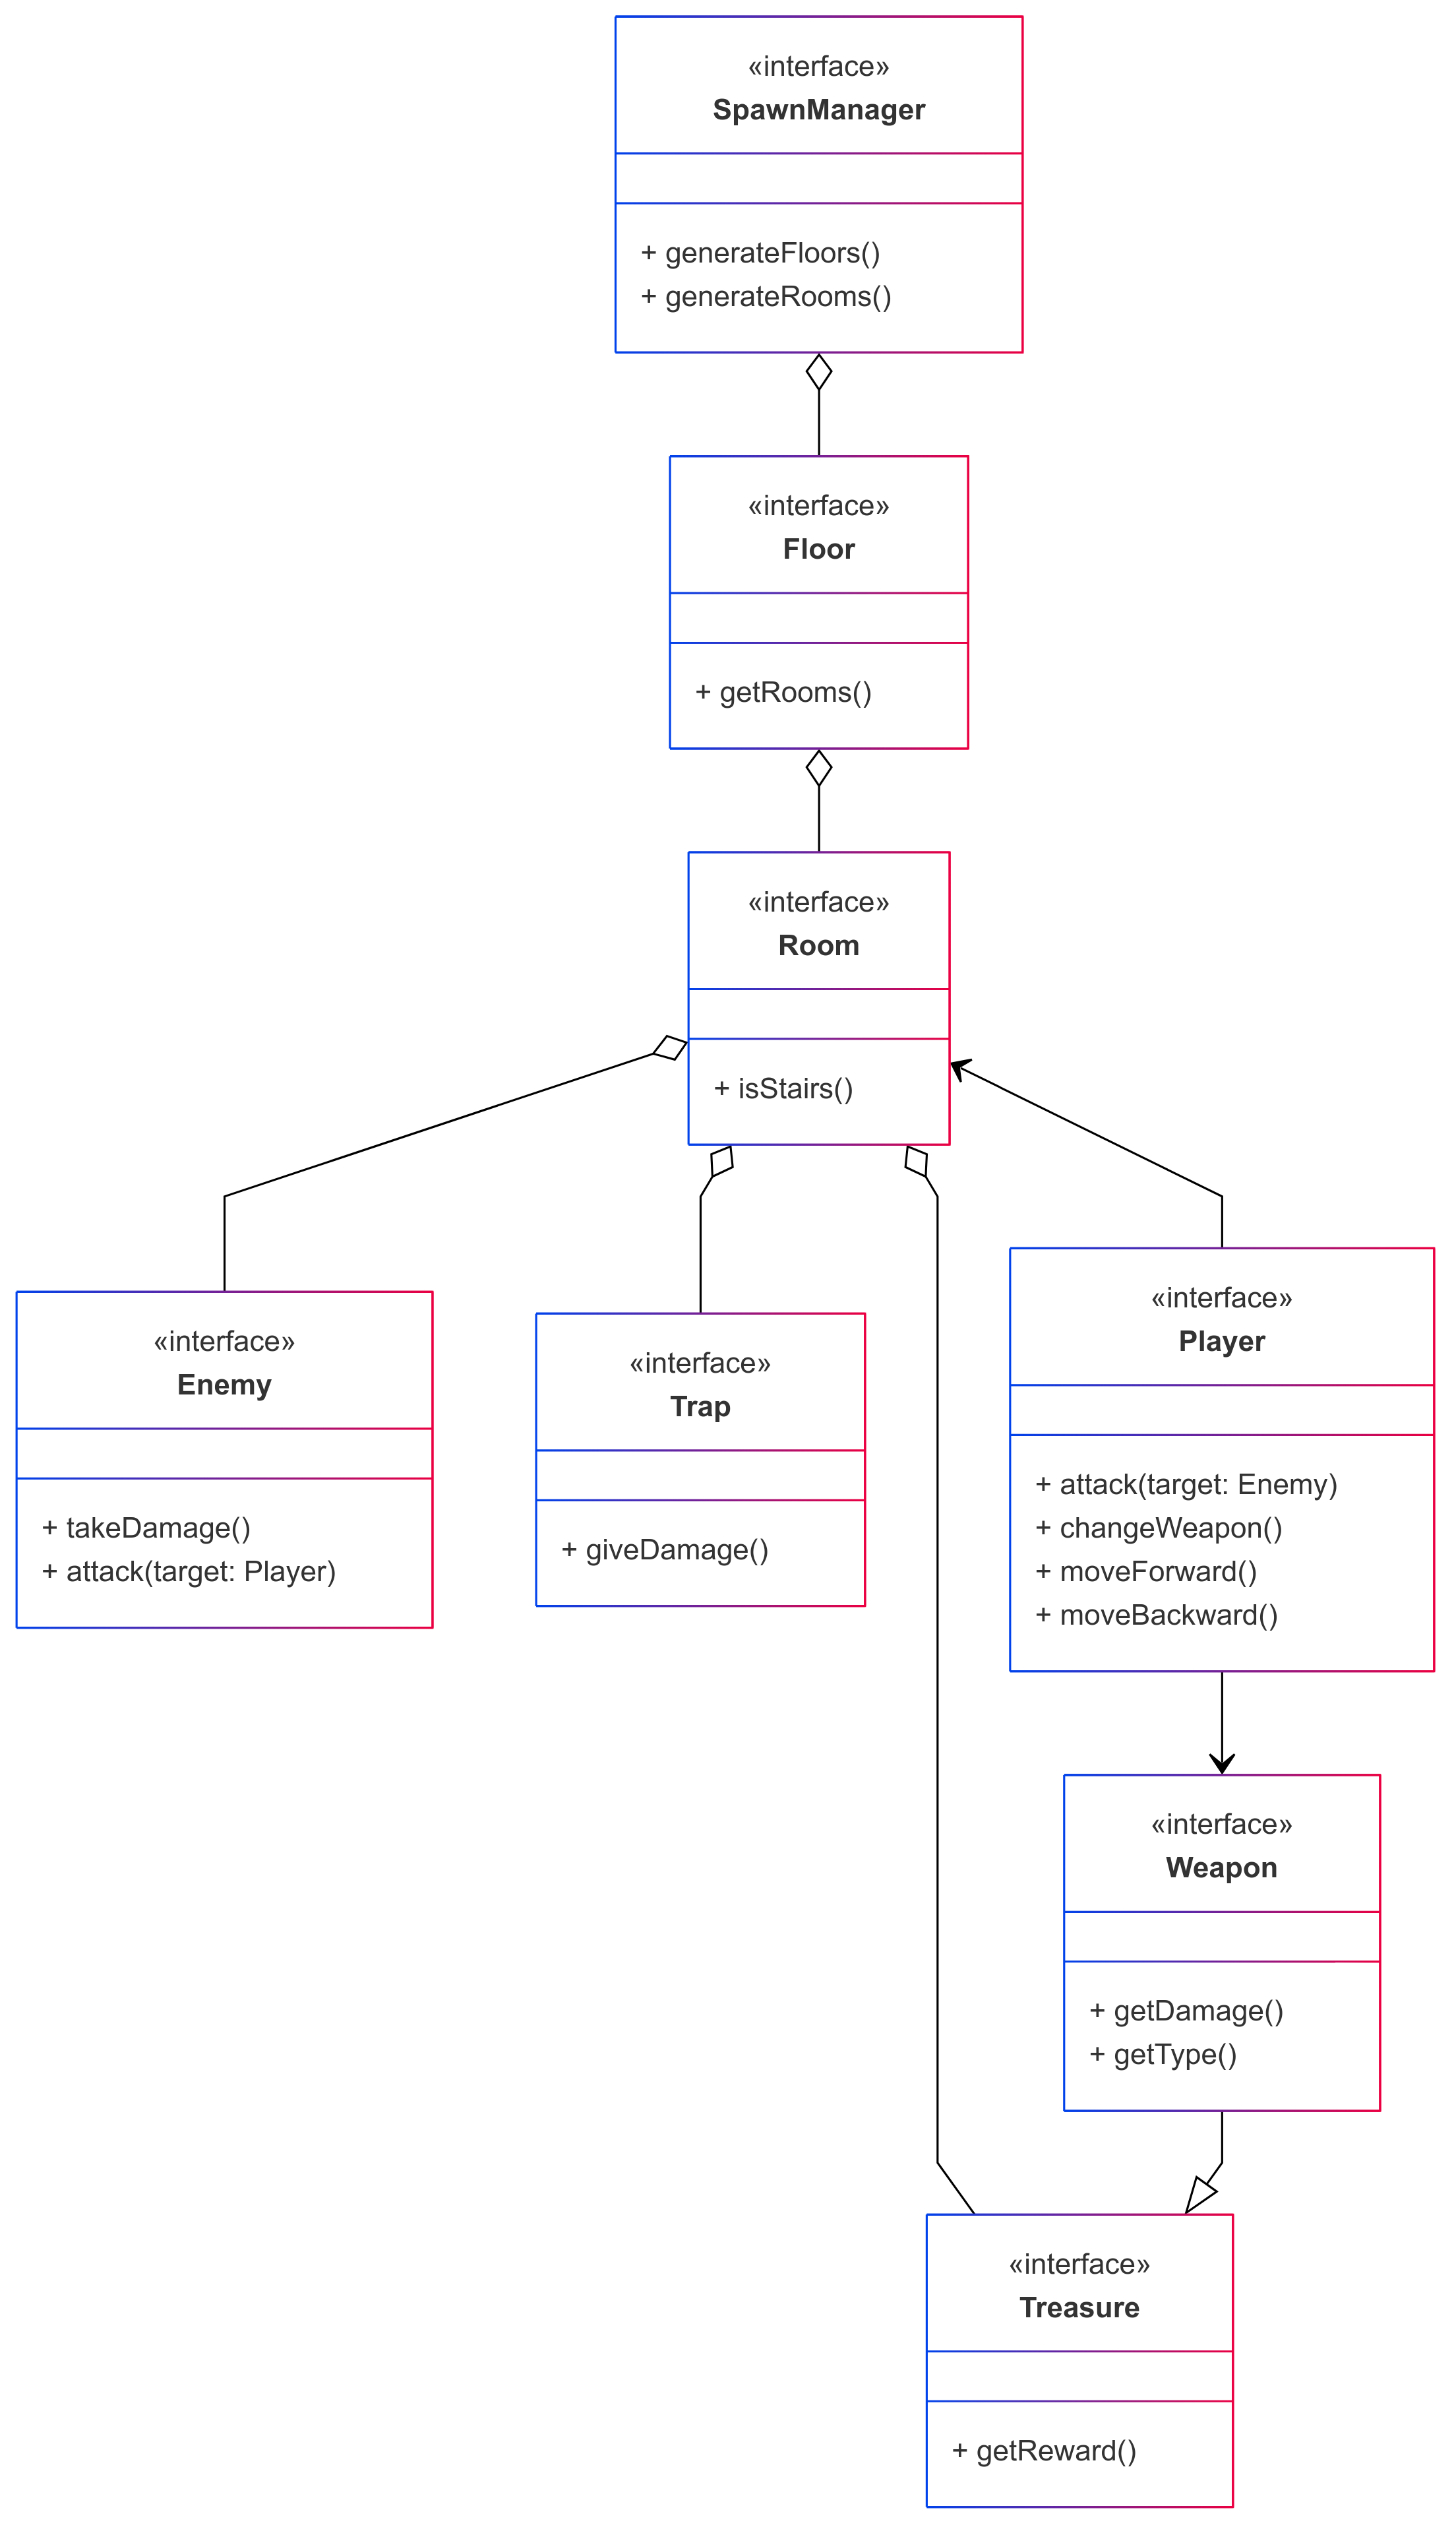 «interface»
SpawnManager
+ generateFloors()
+ generateRooms()
«interface»
Floor
+ getRooms()
«interface»
Room
+ isStairs()
«interface»
Enemy
+ takeDamage()
+ attack(target: Player)
«interface»
Trap
+ giveDamage()
«interface»
Player
+ attack(target: Enemy)
+ changeWeapon()
+ moveForward()
+ moveBackward()
«interface»
Weapon
+ getDamage()
+ getType()
«interface»
Treasure
+ getReward()